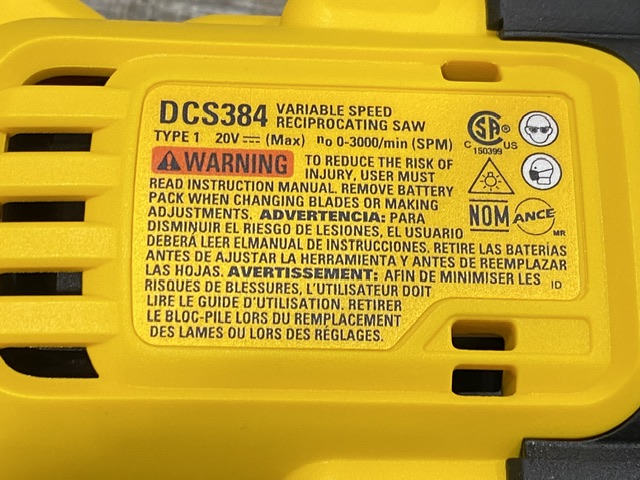 DCS384 VARIABLE SPEED
RECIPROCATING SAW
TYPE 1 20V ⎓ (Max) no 0-3000/min (SPM)
WARNING TO REDUCE THE RISK OF
INJURY, USER MUST
READ INSTRUCTION MANUAL. REMOVE BATTERY
PACK WHEN CHANGING BLADES OR MAKING
ADJUSTMENTS. ADVERTENCIA: PARA
DISMINUIR EL RIESGO DE LESIONES, EL USUARIO
DEBERÁ LEER ELMANUAL DE INSTRUCCIONES. RETIRE LAS BATERÍAS
ANTES DE AJUSTAR LA HERRAMIENTA Y ANTES DE REEMPLAZAR
LAS HOJAS. AVERTISSEMENT: AFIN DE MINIMISER LES
RISQUES DE BLESSURES, L'UTILISATEUR DOIT
LIRE LE GUIDE D'UTILISATION. RETIRER
LE BLOC-PILE LORS DU REMPLACEMENT
DES LAMES OU LORS DES RÉGLAGES.
CSA ®
C US
150399
NOM ANCE
MR
ID